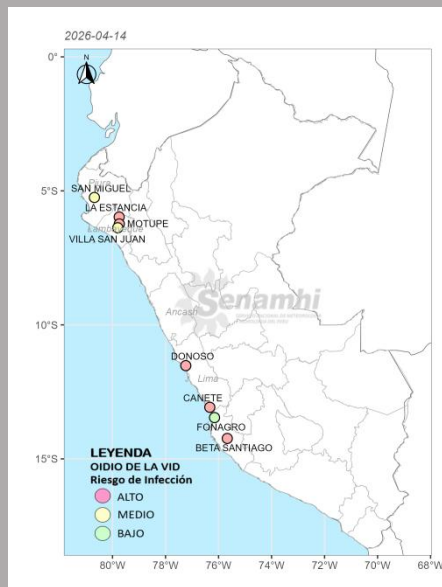 2026-04-14
N
0°
5°S
10°S
15°S
Piura
SAN MIGUEL
LA ESTANCIA
MOTUPE
VILLA SAN JUAN
Senamhi
Ancash
DONOSO
Lima
CANETE
FONAGRO
BETA SANTIAGO
LEYENDA
OIDIO DE LA VID
Riesgo de Infección
ALTO
MEDIO
BAJO
80°W 78°W 76°W 74°W 72°W 70°W 68°W